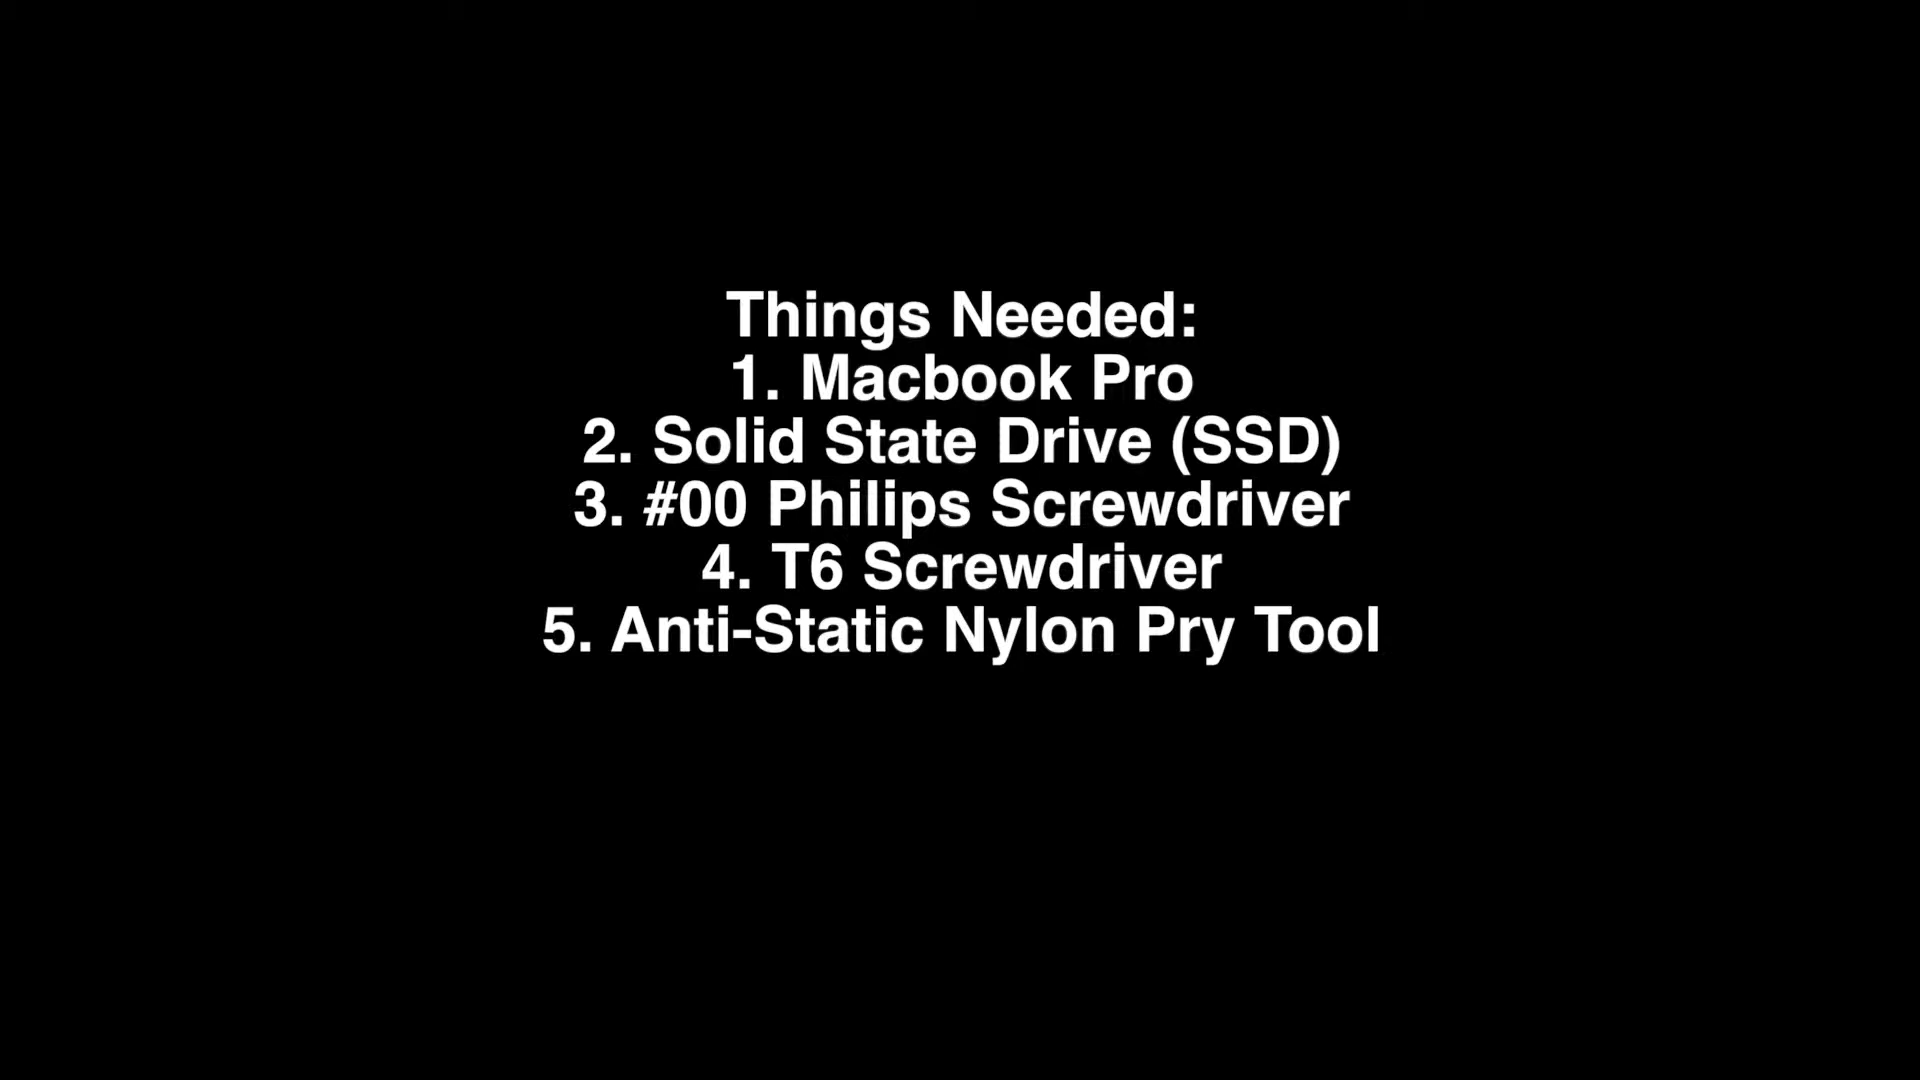 Things Needed:
1. Macbook Pro
2. Solid State Drive (SSD)
3. #00 Philips Screwdriver
4. T6 Screwdriver
5. Anti-Static Nylon Pry Tool